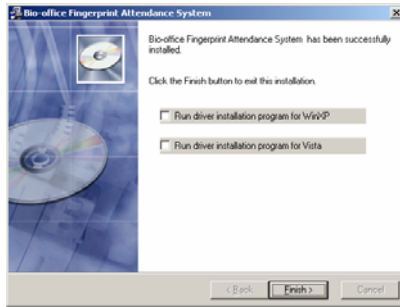 Bio-office Fingerprint Attendance System
Bio-office Fingerprint Attendance System has been successfully
installed.
Click the Finish button to exit this installation.
Run driver installation program for WinXP
Run driver installation program for Vista
< Back
Finish >
Cancel